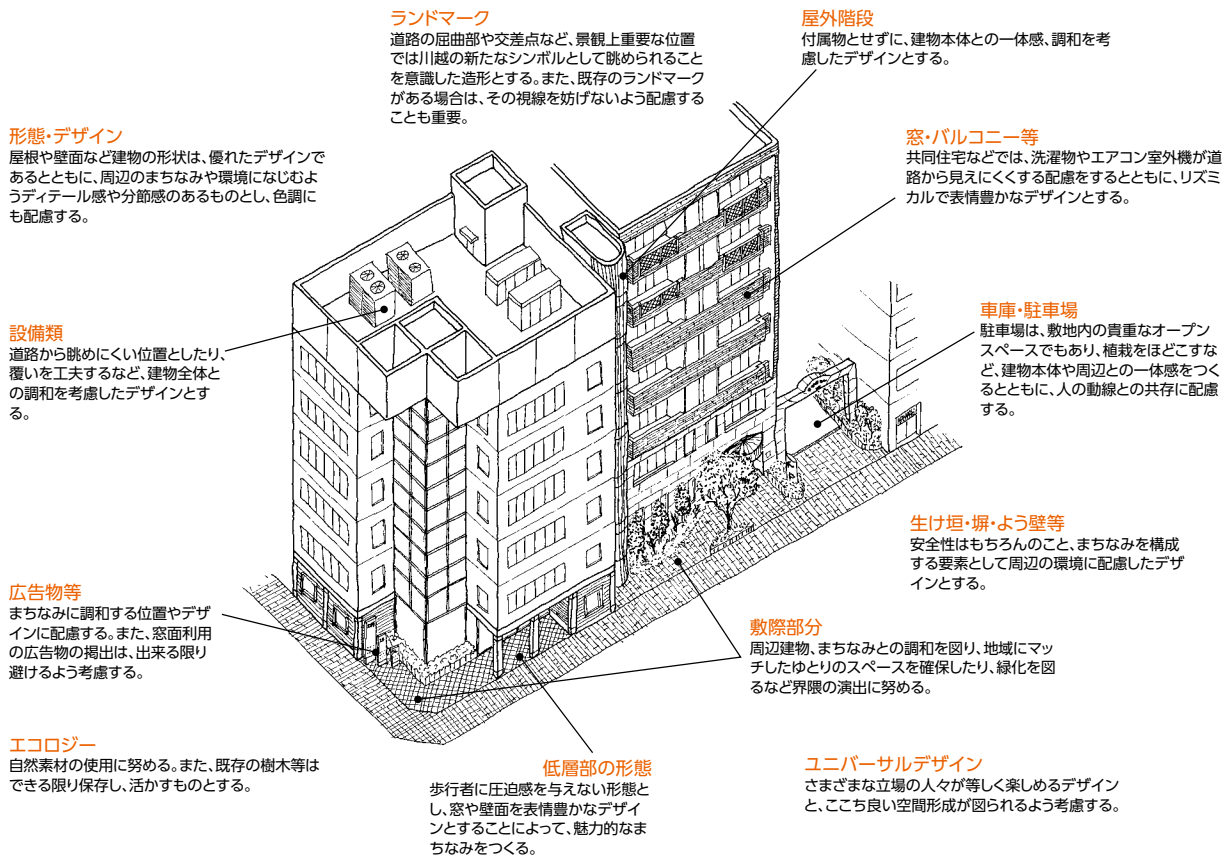 ランドマーク
道路の屈曲部や交差点など、景観上重要な位置
では川越の新たなシンボルとして眺められること
を意識した造形とする。また、既存のランドマーク
がある場合は、その視線を妨げないよう配慮する
ことも重要。
屋外階段
付属物とせずに、建物本体との一体感、調和を考
慮したデザインとする。
形態・デザイン
屋根や壁面など建物の形状は、優れたデザインで
あるとともに、周辺のまちなみや環境になじむよ
うディテール感や分節感のあるものとし、色調に
も配慮する。
窓・バルコニー等
共同住宅などでは、洗濯物やエアコン室外機が道
路から見えにくくする配慮をするとともに、リズミ
カルで表情豊かなデザインとする。
設備類
道路から眺めにくい位置としたり、
覆いを工夫するなど、建物全体と
の調和を考慮したデザインとす
る。
車庫・駐車場
駐車場は、敷地内の貴重なオープン
スペースでもあり、植栽をほどこすな
ど、建物本体や周辺との一体感をつく
るとともに、人の動線との共存に配慮
する。
生け垣・塀・よう壁等
安全性はもちろんのこと、まちなみを構成
する要素として周辺の環境に配慮したデザ
インとする。
広告物等
まちなみに調和する位置やデザ
インに配慮する。また、窓面利用
の広告物の掲出は、出来る限り
避けるよう考慮する。
敷際部分
周辺建物、まちなみとの調和を図り、地域にマッ
チしたゆとりのスペースを確保したり、緑化を図
るなど界隈の演出に努める。
エコロジー
自然素材の使用に努める。また、既存の樹木等は
できる限り保存し、活かすものとする。
低層部の形態
歩行者に圧迫感を与えない形態と
し、窓や壁面を表情豊かなデザイ
ンとすることによって、魅力的なま
ちなみをつくる。
ユニバーサルデザイン
さまざまな立場の人々が等しく楽しめるデザイン
と、ここち良い空間形成が図られるよう考慮する。